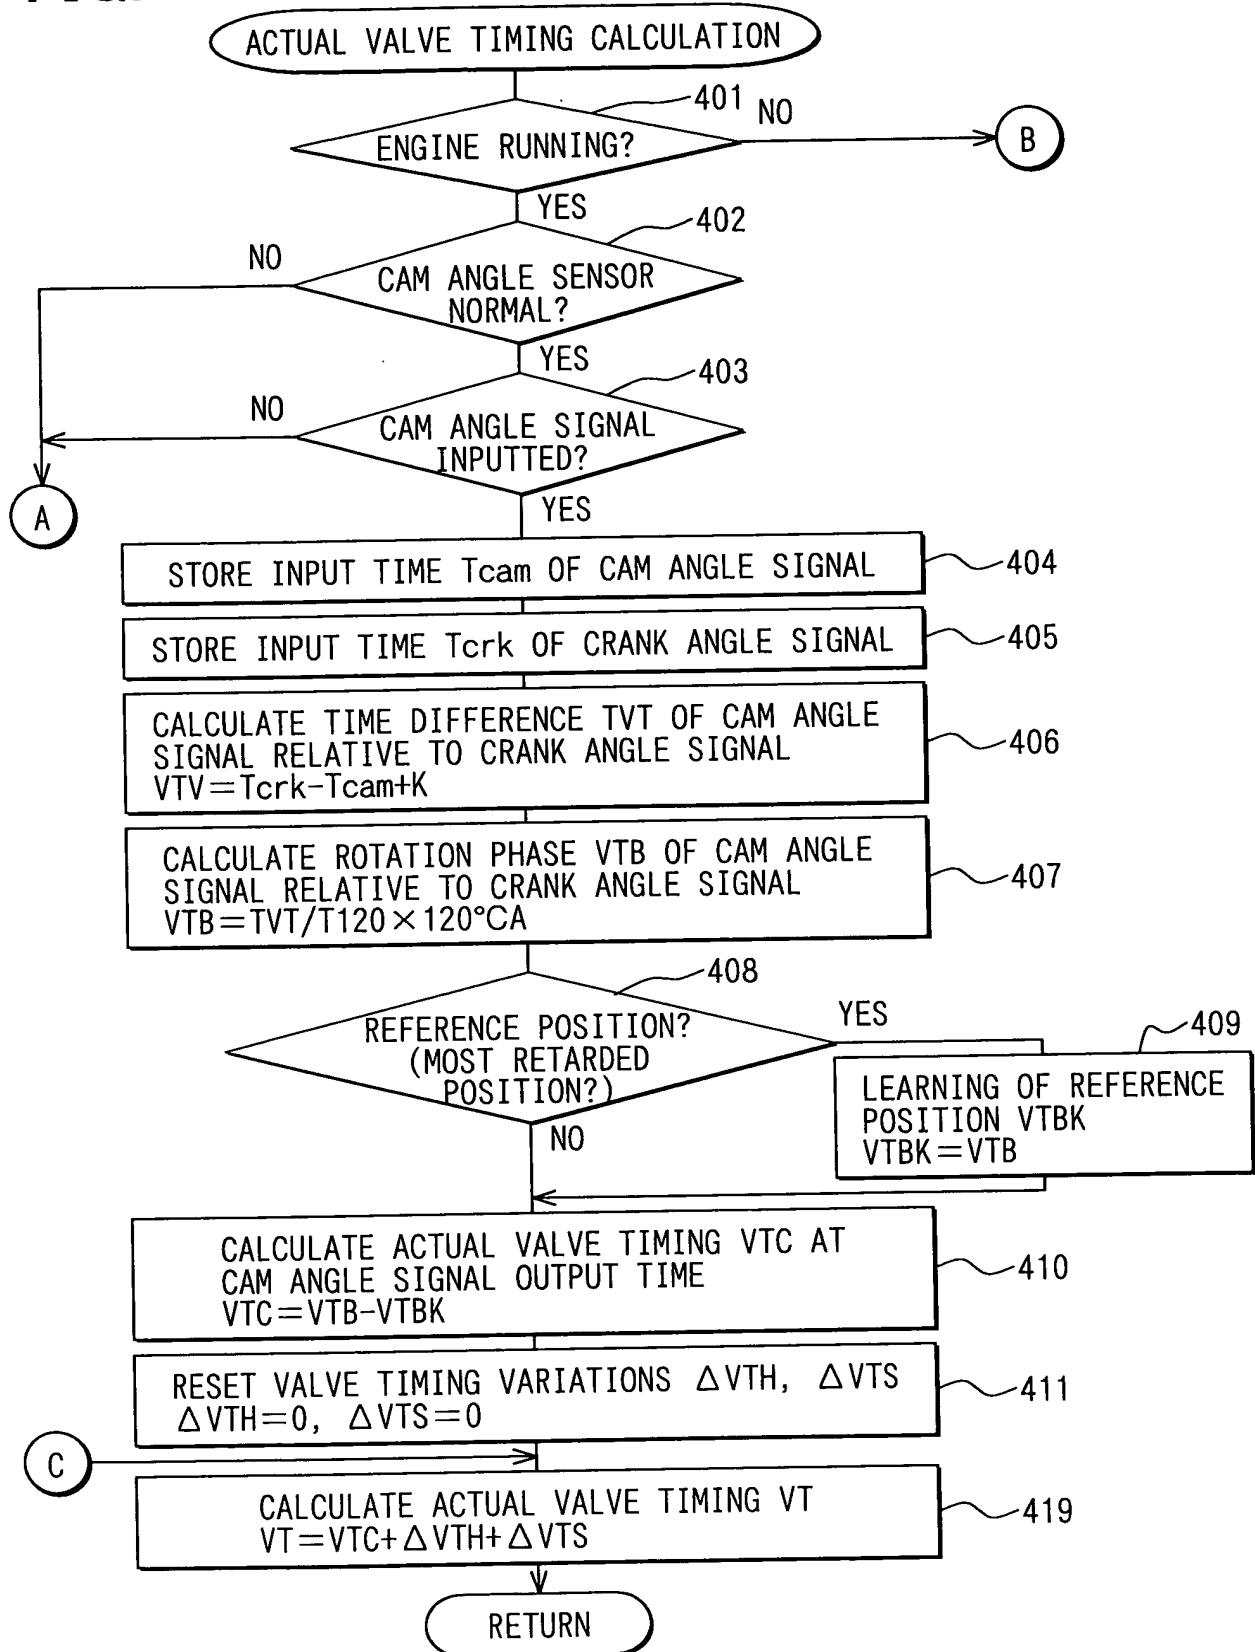 ACTUAL VALVE TIMING CALCULATION
401
NO
B
ENGINE RUNNING?
YES
402
NO
CAM ANGLE SENSOR
NORMAL?
YES
403
NO
CAM ANGLE SIGNAL
INPUTTED?
A
YES
STORE INPUT TIME Tcam OF CAM ANGLE SIGNAL
404
STORE INPUT TIME Tcrk OF CRANK ANGLE SIGNAL
405
CALCULATE TIME DIFFERENCE TVT OF CAM ANGLE
SIGNAL RELATIVE TO CRANK ANGLE SIGNAL
VTV=Tcrk-Tcam+K
406
CALCULATE ROTATION PHASE VTB OF CAM ANGLE
SIGNAL RELATIVE TO CRANK ANGLE SIGNAL
VTB=TVT/T120×120°CA
407
408
REFERENCE POSITION?
(MOST RETARDED
POSITION?)
YES
409
LEARNING OF REFERENCE
POSITION VTBK
VTBK=VTB
NO
CALCULATE ACTUAL VALVE TIMING VTC AT
CAM ANGLE SIGNAL OUTPUT TIME
VTC=VTB-VTBK
410
RESET VALVE TIMING VARIATIONS △VTH, △VTS
△VTH=0, △VTS=0
411
C
CALCULATE ACTUAL VALVE TIMING VT
VT=VTC+△VTH+△VTS
419
RETURN